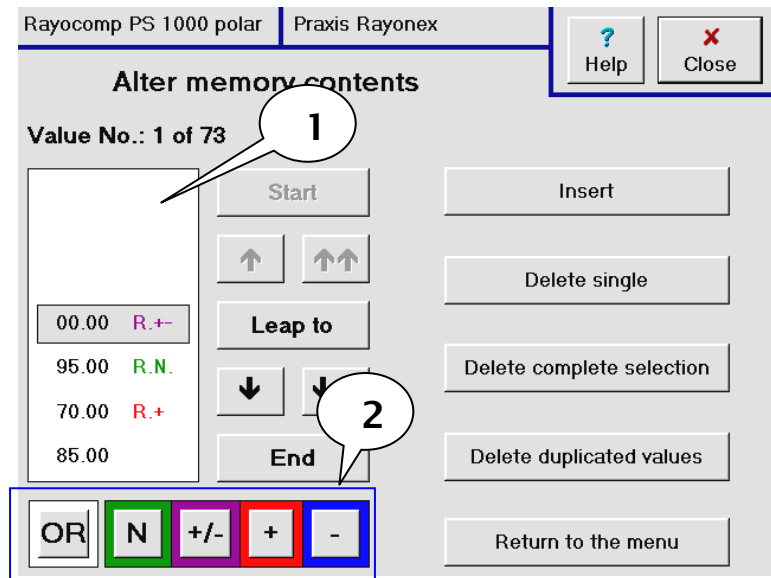 Rayocomp PS 1000 polar
Praxis Rayonex
?
Help
X
Close
Alter memory contents
Value No.: 1 of 73
1
Start
Insert
↑
↑↑
Delete single
00.00 R.+-
Leap to
95.00 R.N.
Delete complete selection
↓
70.00 R.+
2
85.00
End
Delete duplicated values
OR
N
+/-
+
-
Return to the menu